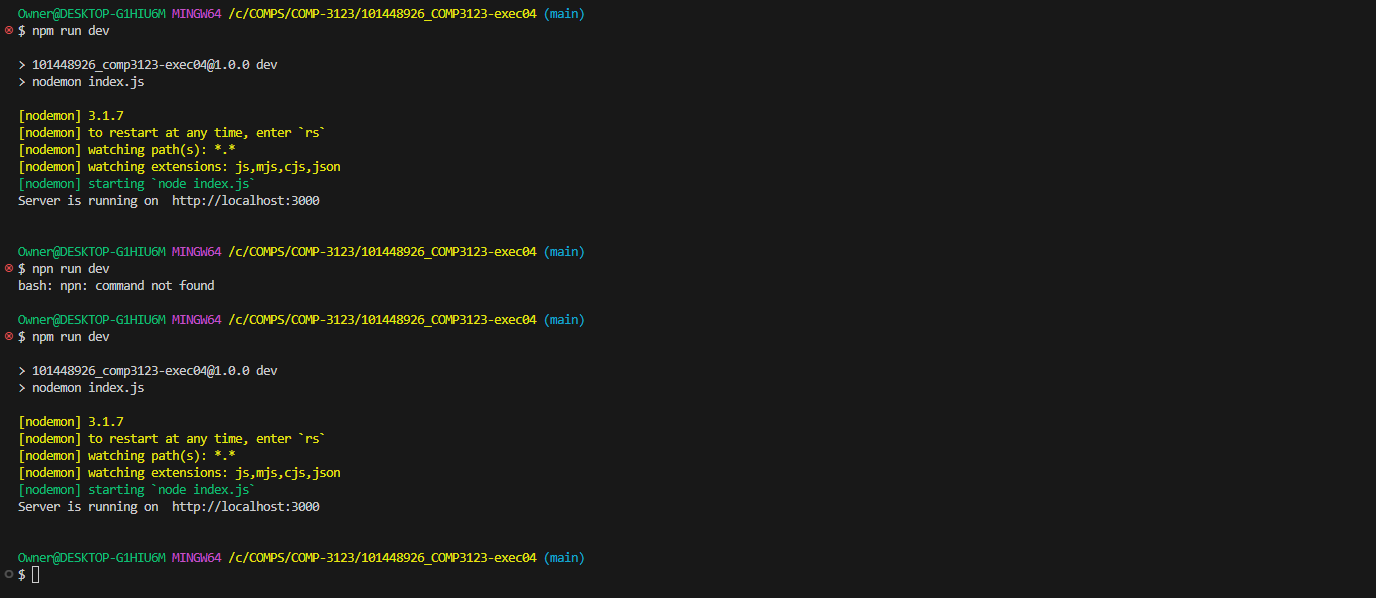 Owner@DESKTOP-G1HIU6M MINGW64 /c/COMPS/COMP-3123/101448926_COMP3123-exec04 (main)
$ npm run dev
> 101448926_comp3123-exec04@1.0.0 dev
> nodemon index.js
[nodemon] 3.1.7
[nodemon] to restart at any time, enter `rs`
[nodemon] watching path(s): *.*
[nodemon] watching extensions: js,mjs,cjs,json
[nodemon] starting `node index.js`
Server is running on  http://localhost:3000
Owner@DESKTOP-G1HIU6M MINGW64 /c/COMPS/COMP-3123/101448926_COMP3123-exec04 (main)
$ npn run dev
bash: npn: command not found
Owner@DESKTOP-G1HIU6M MINGW64 /c/COMPS/COMP-3123/101448926_COMP3123-exec04 (main)
$ npm run dev
> 101448926_comp3123-exec04@1.0.0 dev
> nodemon index.js
[nodemon] 3.1.7
[nodemon] to restart at any time, enter `rs`
[nodemon] watching path(s): *.*
[nodemon] watching extensions: js,mjs,cjs,json
[nodemon] starting `node index.js`
Server is running on  http://localhost:3000
Owner@DESKTOP-G1HIU6M MINGW64 /c/COMPS/COMP-3123/101448926_COMP3123-exec04 (main)
$